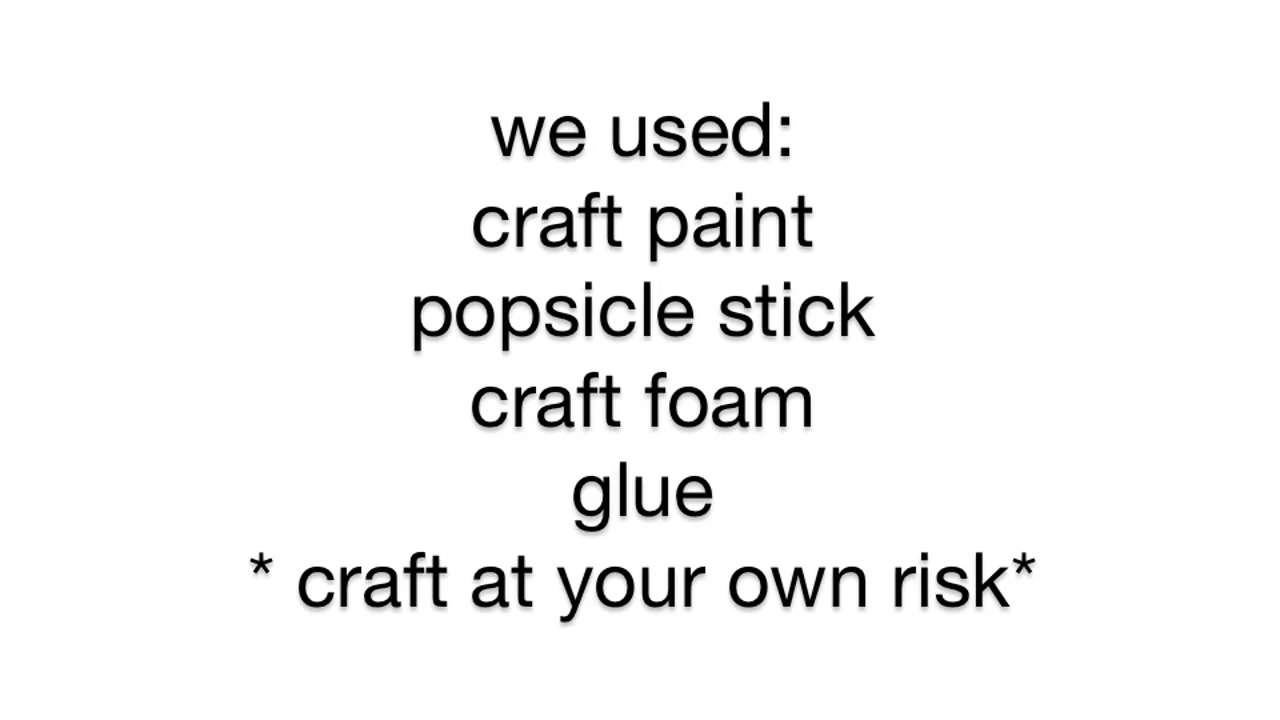 we used:
craft paint
popsicle stick
craft foam
glue
* craft at your own risk*